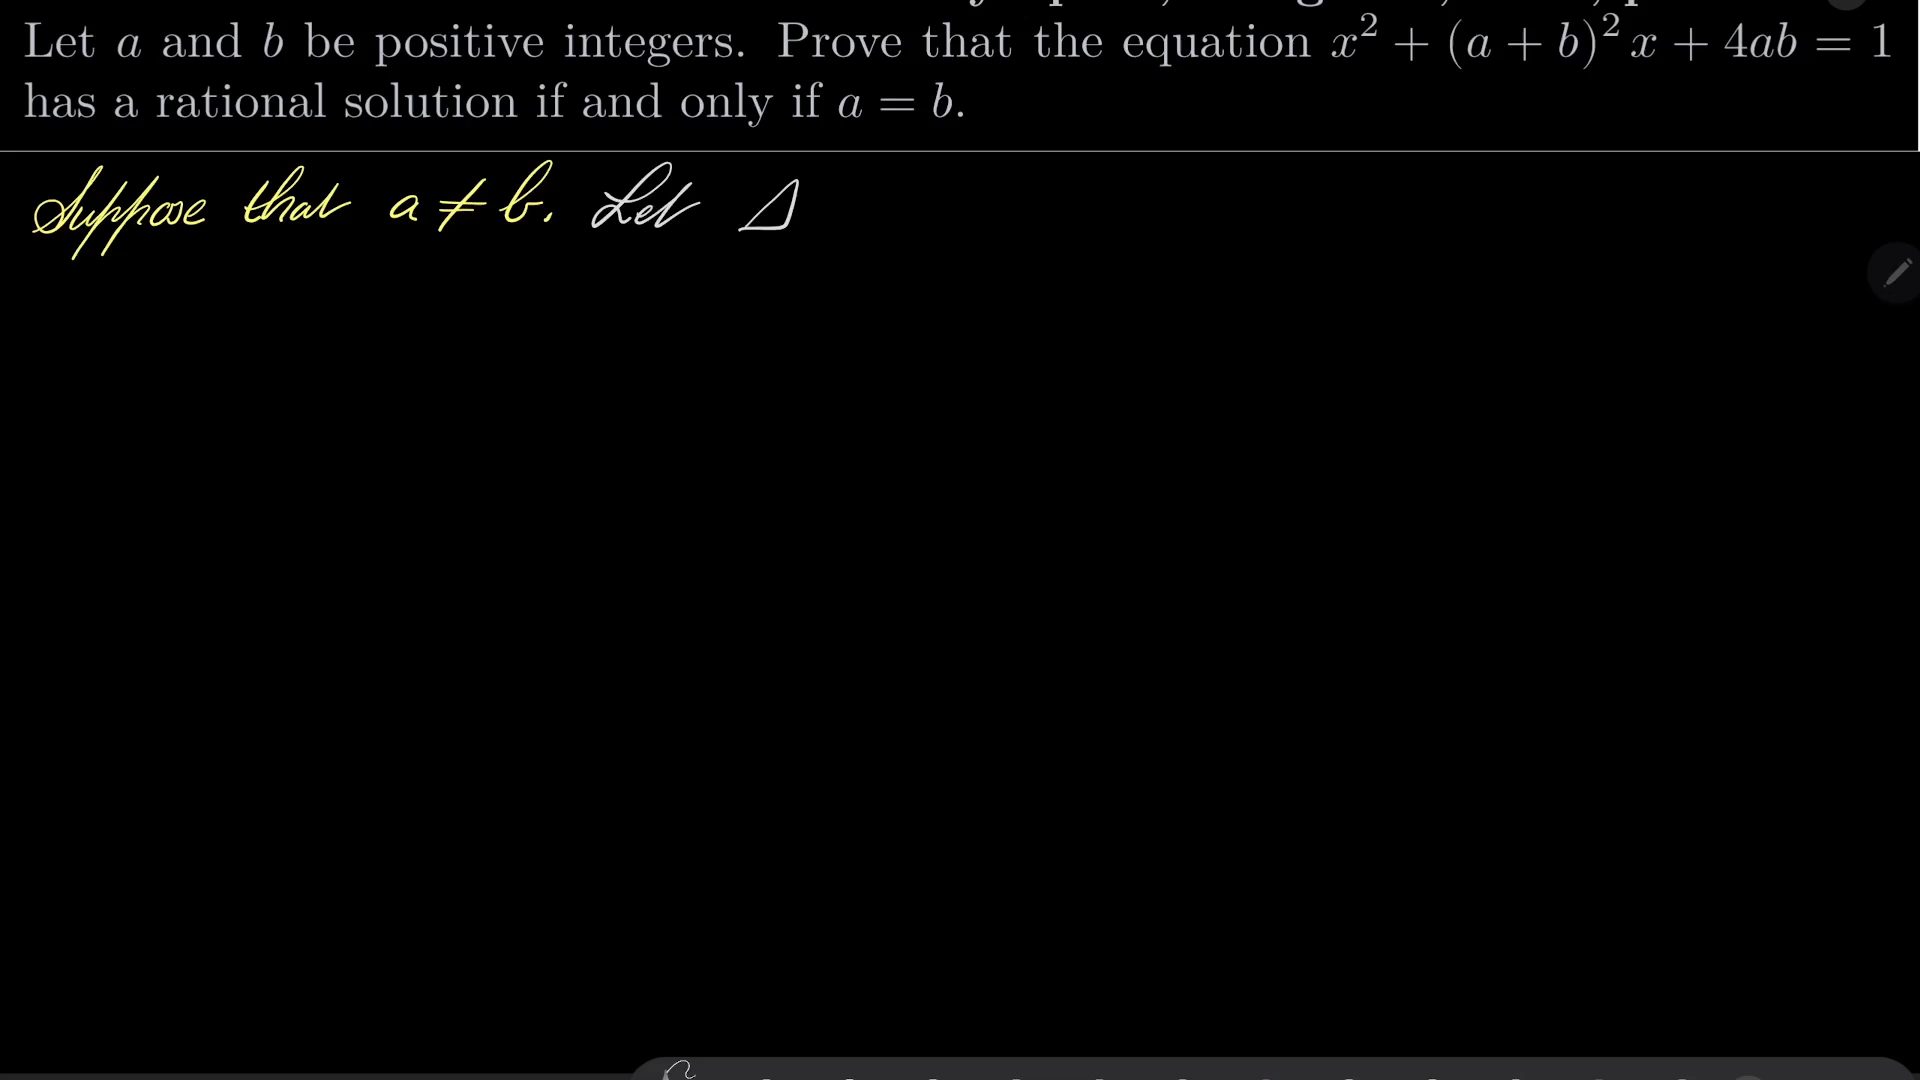 Let a and b be positive integers. Prove that the equation x² + (a + b)² x + 4ab = 1
has a rational solution if and only if a = b.
Suppose that a ≠ b. Let Δ